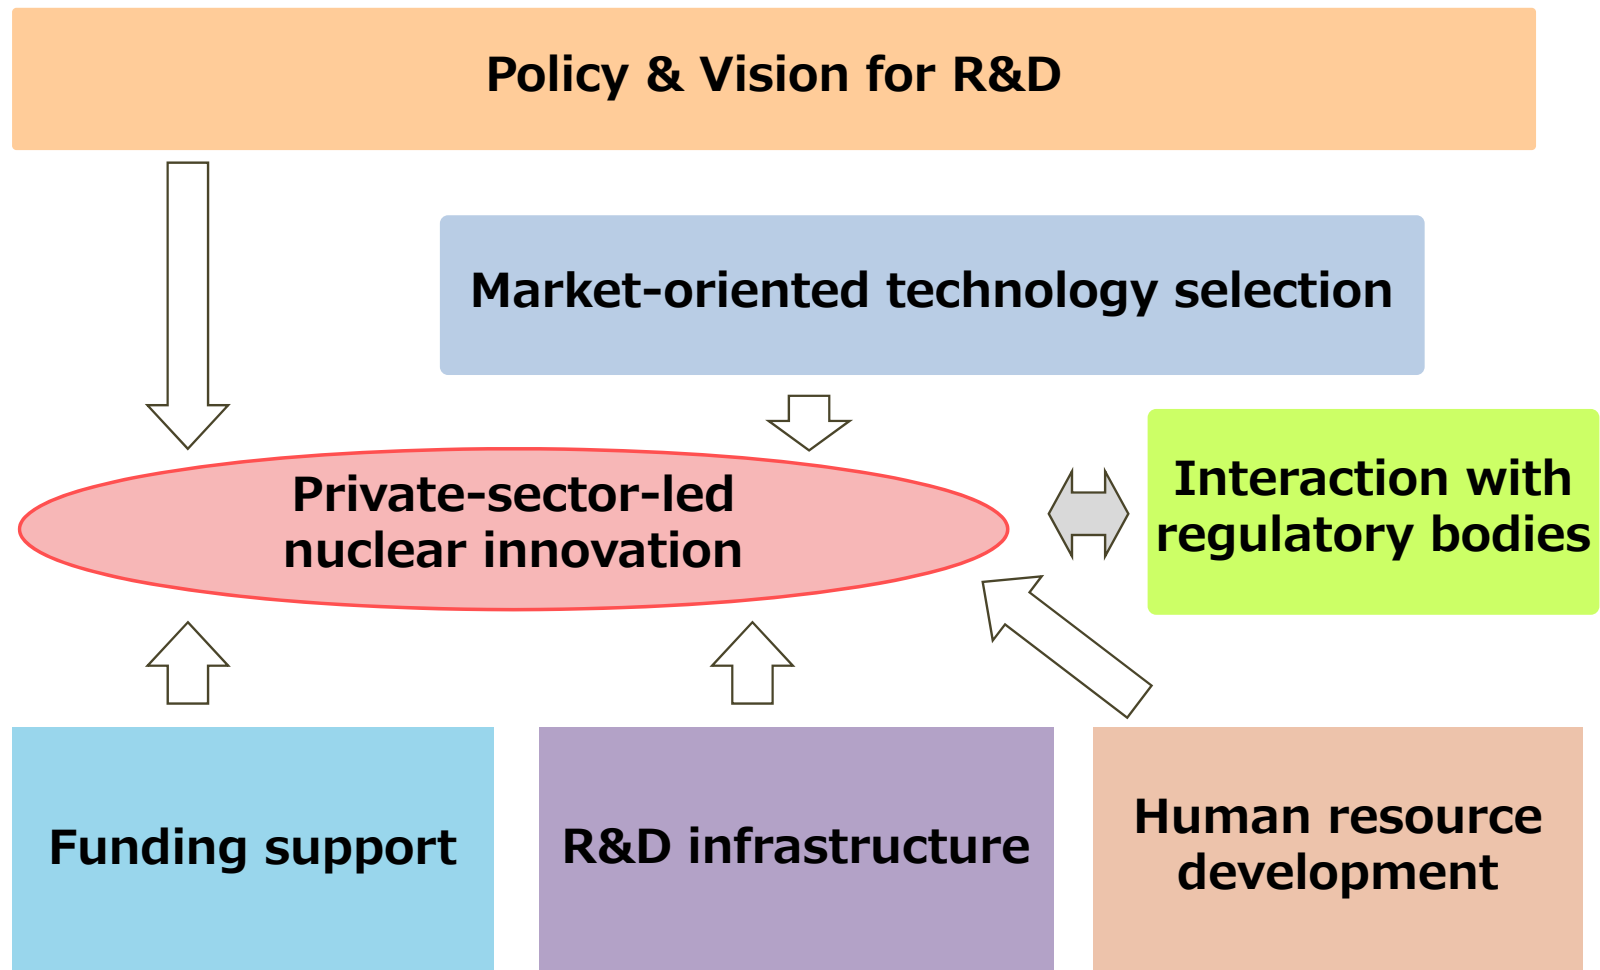 Policy & Vision for R&D
Market-oriented technology selection
Private-sector-led
nuclear innovation
Interaction with
regulatory bodies
Funding support
R&D infrastructure
Human resource
development